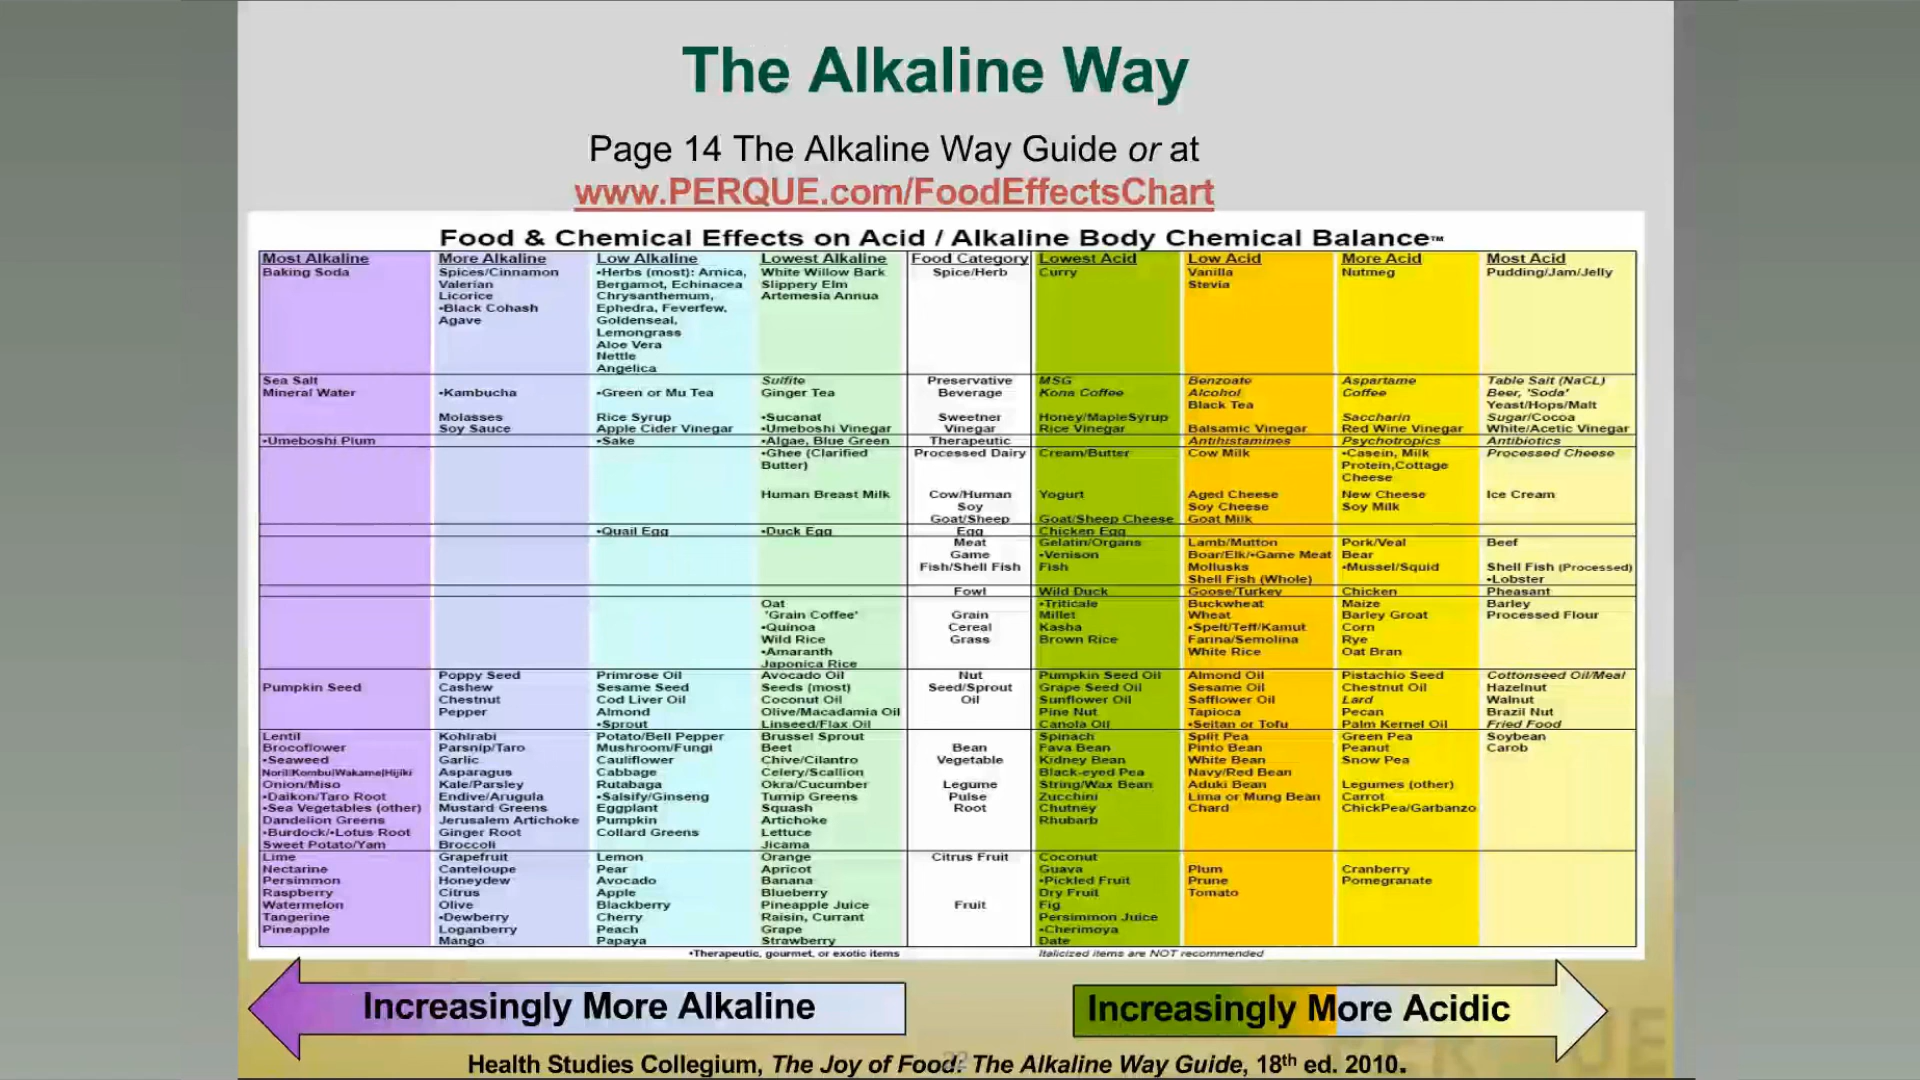 The Alkaline Way
Page 14 The Alkaline Way Guide or at
www.PERQUE.com/FoodEffectsChart
Food & Chemical Effects on Acid / Alkaline Body Chemical Balance™
Most Alkaline More Alkaline Low Alkaline Lowest Alkaline Food Category Lowest Acid Low Acid More Acid Most Acid
Baking Soda Spices/Cinnamon •Herbs (most): Arnica, White Willow Bark Spice/Herb Curry Vanilla Nutmeg Pudding/Jam/Jelly
Valerian Bergamot, Echinacea Slippery Elm Stevia
Licorice Chrysanthemum, Artemesia Annua
•Black Cohash Ephedra, Feverfew,
Agave Goldenseal,
Lemongrass
Aloe Vera
Nettle
Angelica
Sea Salt Sulfite Preservative MSG Benzoate Aspartame Table Salt (NaCL)
Mineral Water •Kambucha •Green or Mu Tea Ginger Tea Beverage Kona Coffee Alcohol Coffee Beer, 'Soda'
Black Tea Yeast/Hops/Malt
Molasses Rice Syrup •Sucanat Sweetner Honey/MapleSyrup Saccharin Sugar/Cocoa
Soy Sauce Apple Cider Vinegar •Umeboshi Vinegar Vinegar Rice Vinegar Balsamic Vinegar Red Wine Vinegar White/Acetic Vinegar
•Umeboshi Plum •Sake •Algae, Blue Green Therapeutic Antihistamines Psychotropics Antibiotics
•Ghee (Clarified Processed Dairy Cream/Butter Cow Milk •Casein, Milk Processed Cheese
Butter) Protein,Cottage
Cheese
Human Breast Milk Cow/Human Yogurt Aged Cheese New Cheese Ice Cream
Soy Soy Cheese Soy Milk
Goat/Sheep Goat/Sheep Cheese Goat Milk
•Quail Egg •Duck Egg Egg Chicken Egg
Meat Gelatin/Organs Lamb/Mutton Pork/Veal Beef
Game •Venison Boar/Elk/•Game Meat Bear
Fish/Shell Fish Fish Mollusks •Mussel/Squid Shell Fish (Processed)
Shell Fish (Whole) •Lobster
Fowl Wild Duck Goose/Turkey Chicken Pheasant
Oat •Triticale Buckwheat Maize Barley
'Grain Coffee' Grain Millet Wheat Barley Groat Processed Flour
•Quinoa Cereal Kasha •Spelt/Teff/Kamut Corn
Wild Rice Grass Brown Rice Farina/Semolina Rye
•Amaranth White Rice Oat Bran
Japonica Rice
Poppy Seed Primrose Oil Avocado Oil Nut Pumpkin Seed Oil Almond Oil Pistachio Seed Cottonseed Oil/Meal
Pumpkin Seed Cashew Sesame Seed Seeds (most) Seed/Sprout Grape Seed Oil Sesame Oil Chestnut Oil Hazelnut
Chestnut Cod Liver Oil Coconut Oil Oil Sunflower Oil Safflower Oil Lard Walnut
Pepper Almond Olive/Macadamia Oil Pine Nut Tapioca Pecan Brazil Nut
•Sprout Linseed/Flax Oil Canola Oil •Seitan or Tofu Palm Kernel Oil Fried Food
Lentil Kohlrabi Potato/Bell Pepper Brussel Sprout Spinach Split Pea Green Pea Soybean
Brocoflower Parsnip/Taro Mushroom/Fungi Beet Bean Fava Bean Pinto Bean Peanut Carob
•Seaweed Garlic Cauliflower Chive/Cilantro Vegetable Kidney Bean White Bean Snow Pea
Nori/Kombu/Wakame/Hijiki Asparagus Cabbage Celery/Scallion Black-eyed Pea Navy/Red Bean
Onion/Miso Kale/Parsley Rutabaga Okra/Cucumber Legume String/Wax Bean Aduki Bean Legumes (other)
•Daikon/Taro Root Endive/Arugula •Salsify/Ginseng Turnip Greens Pulse Zucchini Lima or Mung Bean Carrot
•Sea Vegetables (other) Mustard Greens Eggplant Squash Root Chutney Chard ChickPea/Garbanzo
Dandelion Greens Jerusalem Artichoke Pumpkin Artichoke Rhubarb
•Burdock/•Lotus Root Ginger Root Collard Greens Lettuce
Sweet Potato/Yam Broccoli Jicama
Lime Grapefruit Lemon Orange Citrus Fruit Coconut
Nectarine Canteloupe Pear Apricot Guava Plum Cranberry
Persimmon Honeydew Avocado Banana •Pickled Fruit Prune Pomegranate
Raspberry Citrus Apple Blueberry Dry Fruit Tomato
Watermelon Olive Blackberry Pineapple Juice Fruit Fig
Tangerine •Dewberry Cherry Raisin, Currant Persimmon Juice
Pineapple Loganberry Peach Grape •Cherimoya
Mango Papaya Strawberry Date
•Therapeutic, gourmet, or exotic items Italicized items are NOT recommended
Increasingly More Alkaline Increasingly More Acidic
22
Health Studies Collegium, The Joy of Food: The Alkaline Way Guide, 18th ed. 2010.